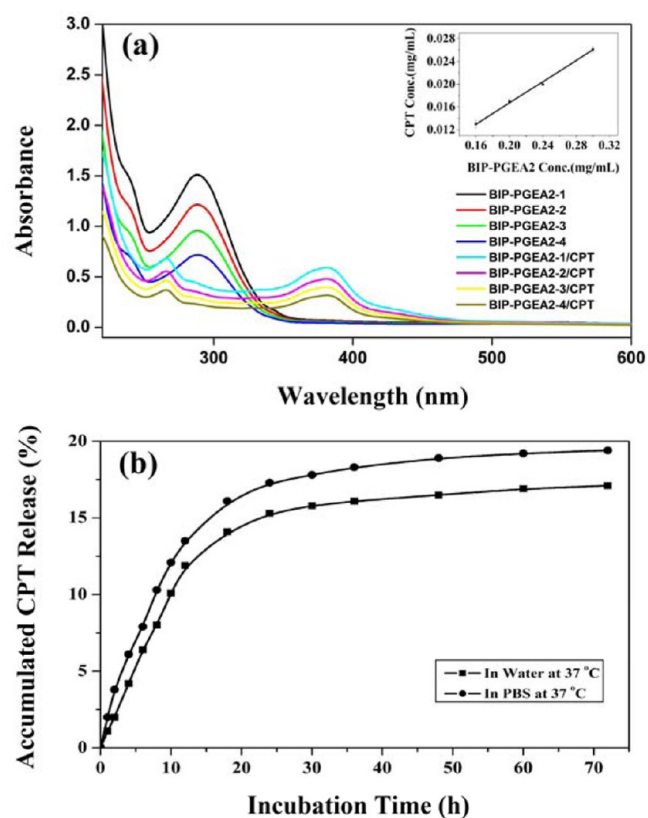 (a)
3.0
2.5
2.0
1.5
1.0
0.5
0.0
Absorbance
300
400
500
600
Wavelength (nm)
0.028
0.024
0.020
0.016
0.012
CPT Conc.(mg/mL)
0.16 0.20 0.24 0.28 0.32
BIP-PGEA2 Conc.(mg/mL)
BIP-PGEA2-1
BIP-PGEA2-2
BIP-PGEA2-3
BIP-PGEA2-4
BIP-PGEA2-1/CPT
BIP-PGEA2-2/CPT
BIP-PGEA2-3/CPT
BIP-PGEA2-4/CPT
(b)
20
15
10
5
0
Accumulated CPT Release (%)
0 10 20 30 40 50 60 70
Incubation Time (h)
In Water at 37 °C
In PBS at 37 °C